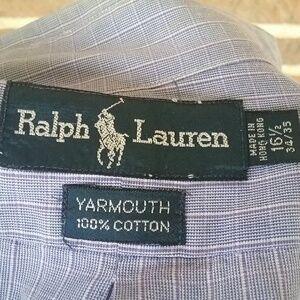 Ralph Lauren
MADE IN
HONG KONG
16½
34/35
YARMOUTH
100% COTTON